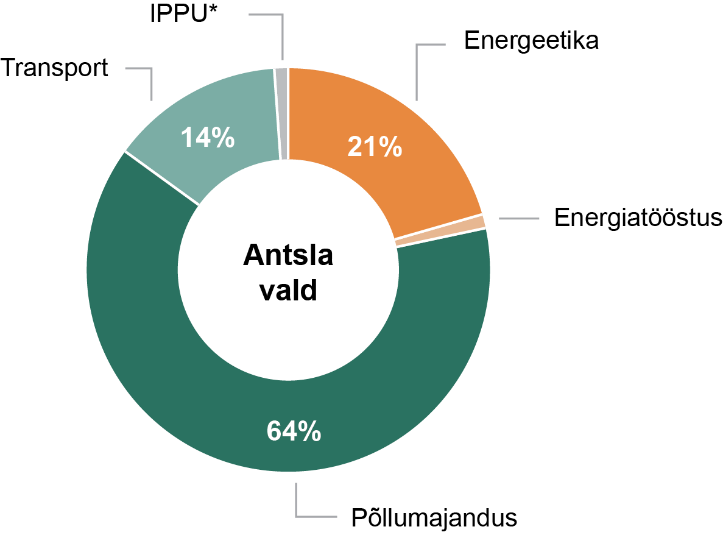 IPPU*
Energeetika
Transport
14%
21%
Energiatööstus
Antsla
vald
64%
Põllumajandus